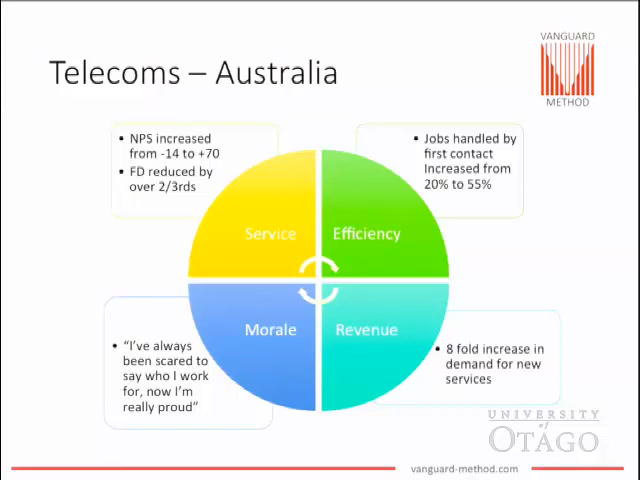 VANGUARD
METHOD
Telecoms – Australia
• NPS increased
from -14 to +70
• FD reduced by
over 2/3rds
• Jobs handled by
first contact
Increased from
20% to 55%
Service
Efficiency
Morale
Revenue
• “I’ve always
been scared to
say who I work
for, now I’m
really proud”
• 8 fold increase in
demand for new
services
UNIVERSITY
of
OTAGO
vanguard-method.com